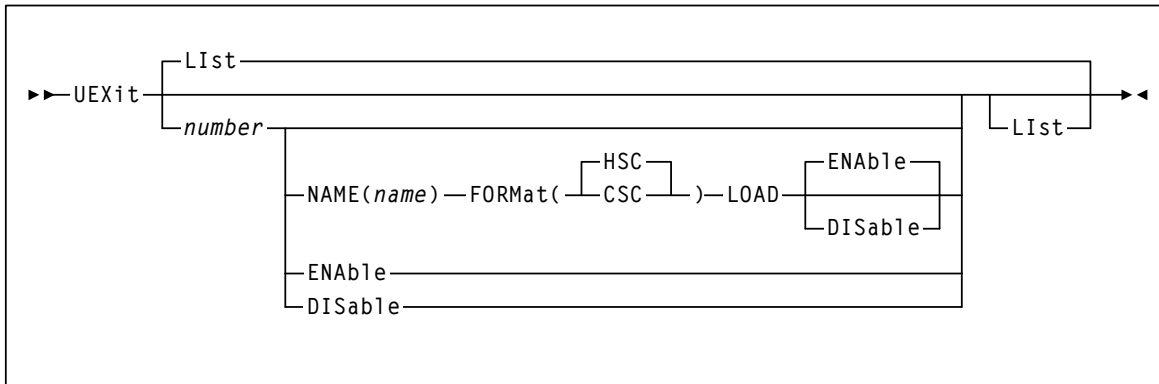 LIst
UEXit
number
LIst
HSC
ENAble
NAME(name) FORMat( CSC ) LOAD
DISable
ENAble
DISable